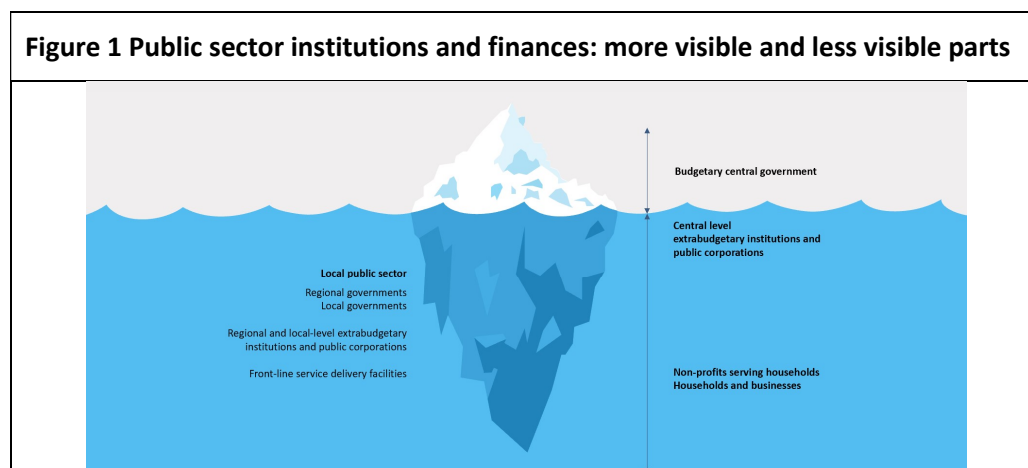 Figure 1 Public sector institutions and finances: more visible and less visible parts
Budgetary central government
Central level
extrabudgetary institutions and
public corporations
Local public sector
Regional governments
Local governments
Regional and local-level extrabudgetary
institutions and public corporations
Front-line service delivery facilities
Non-profits serving households
Households and businesses